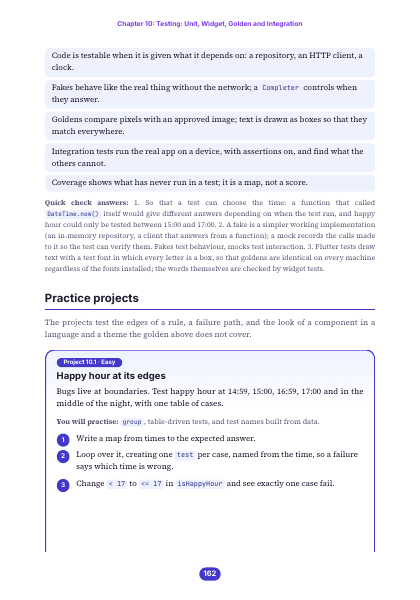 Chapter 10: Testing: Unit, Widget, Golden and Integration
Code is testable when it is given what it depends on: a repository, an HTTP client, a
clock.
Fakes behave like the real thing without the network; a Completer controls when
they answer.
Goldens compare pixels with an approved image; text is drawn as boxes so that they
match everywhere.
Integration tests run the real app on a device, with assertions on, and find what the
others cannot.
Coverage shows what has never run in a test; it is a map, not a score.
Quick check answers: 1. So that a test can choose the time: a function that called
DateTime.now() itself would give different answers depending on when the test ran, and happy
hour could only be tested between 15:00 and 17:00. 2. A fake is a simpler working implementation
(an in-memory repository, a client that answers from a function); a mock records the calls made
to it so the test can verify them. Fakes test behaviour, mocks test interaction. 3. Flutter tests draw
text with a test font in which every letter is a box, so that goldens are identical on every machine
regardless of the fonts installed; the words themselves are checked by widget tests.
Practice projects
The projects test the edges of a rule, a failure path, and the look of a component in a
language and a theme the golden above does not cover.
Project 10.1 · Easy
Happy hour at its edges
Bugs live at boundaries. Test happy hour at 14:59, 15:00, 16:59, 17:00 and in the
middle of the night, with one table of cases.
You will practise: group, table-driven tests, and test names built from data.
1 Write a map from times to the expected answer.
2 Loop over it, creating one test per case, named from the time, so a failure
says which time is wrong.
3 Change < 17 to <= 17 in isHappyHour and see exactly one case fail.
162